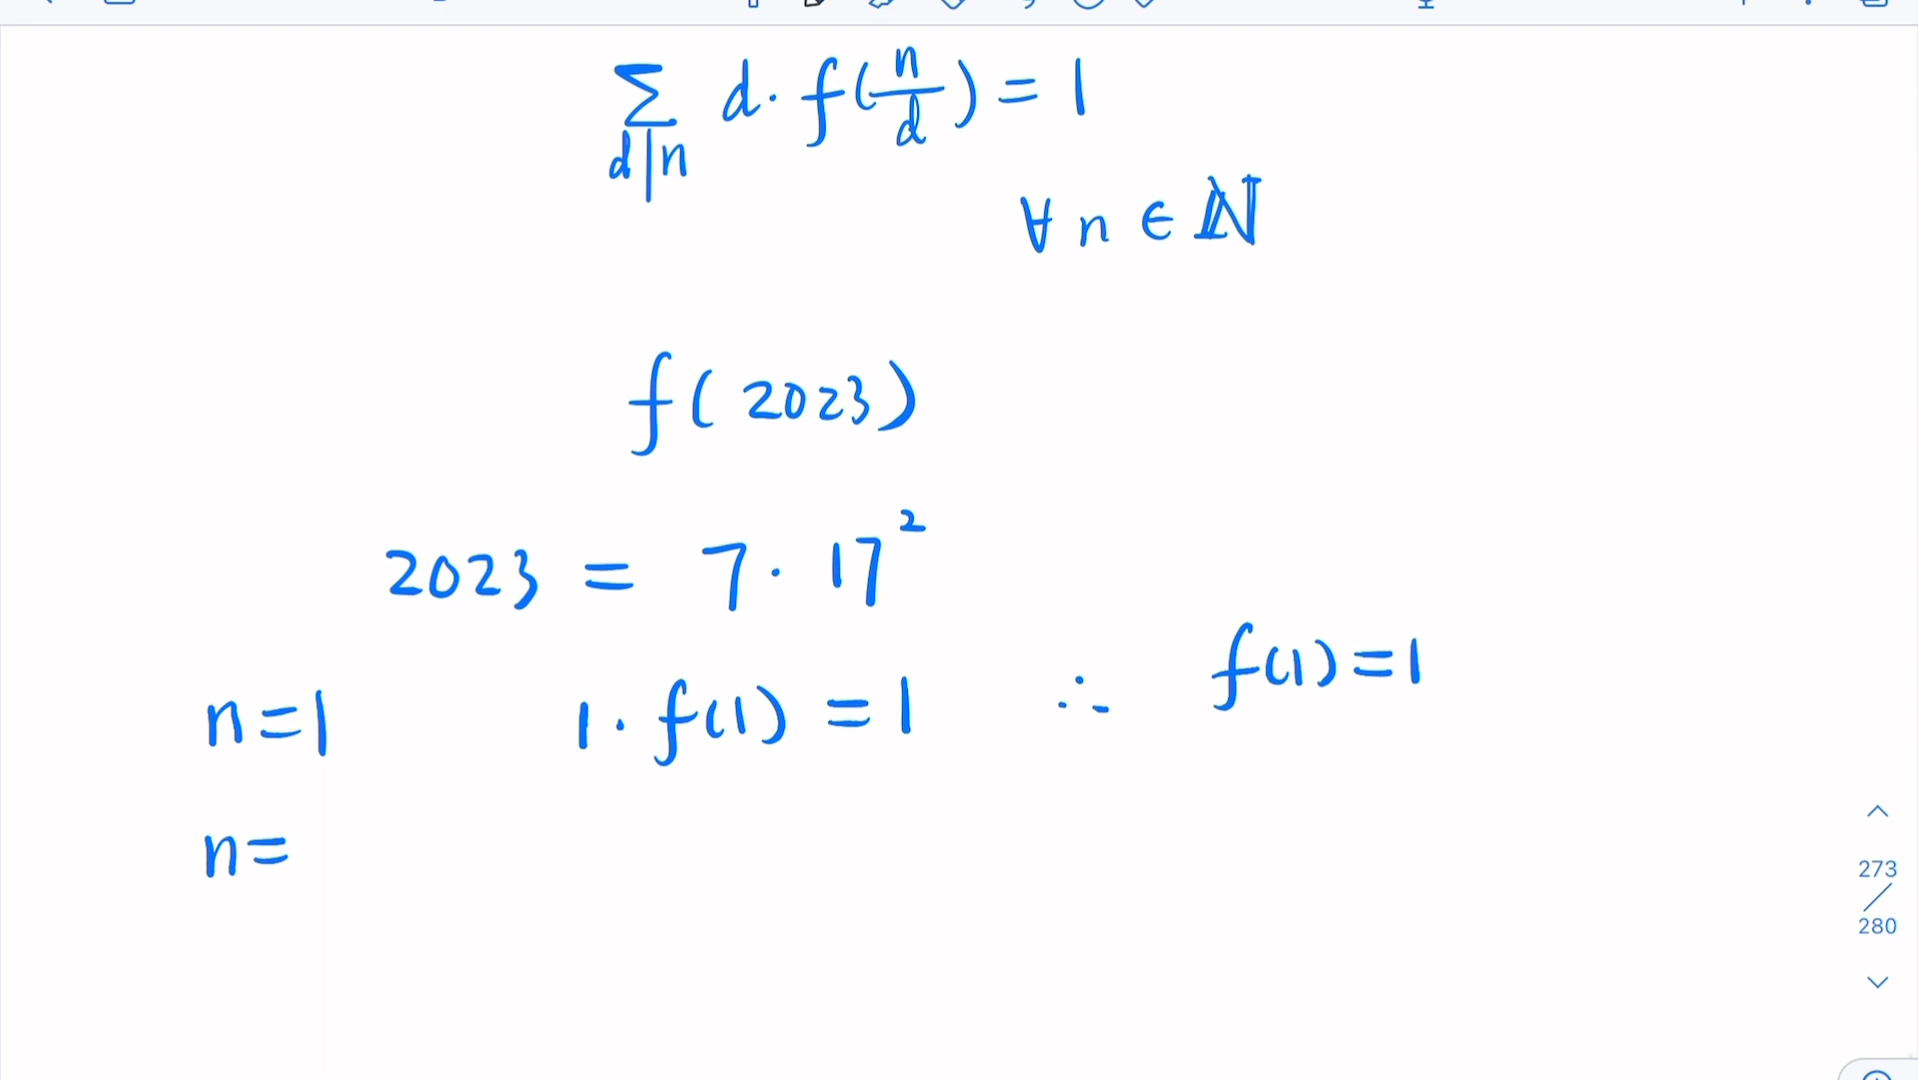 ∑ d · f(n/d) = 1
d|n
∀ n ∈ ℕ
f(2023)
2023 = 7 · 17²
n=1 1 · f(1) = 1 ∴ f(1)=1
n=
273
280